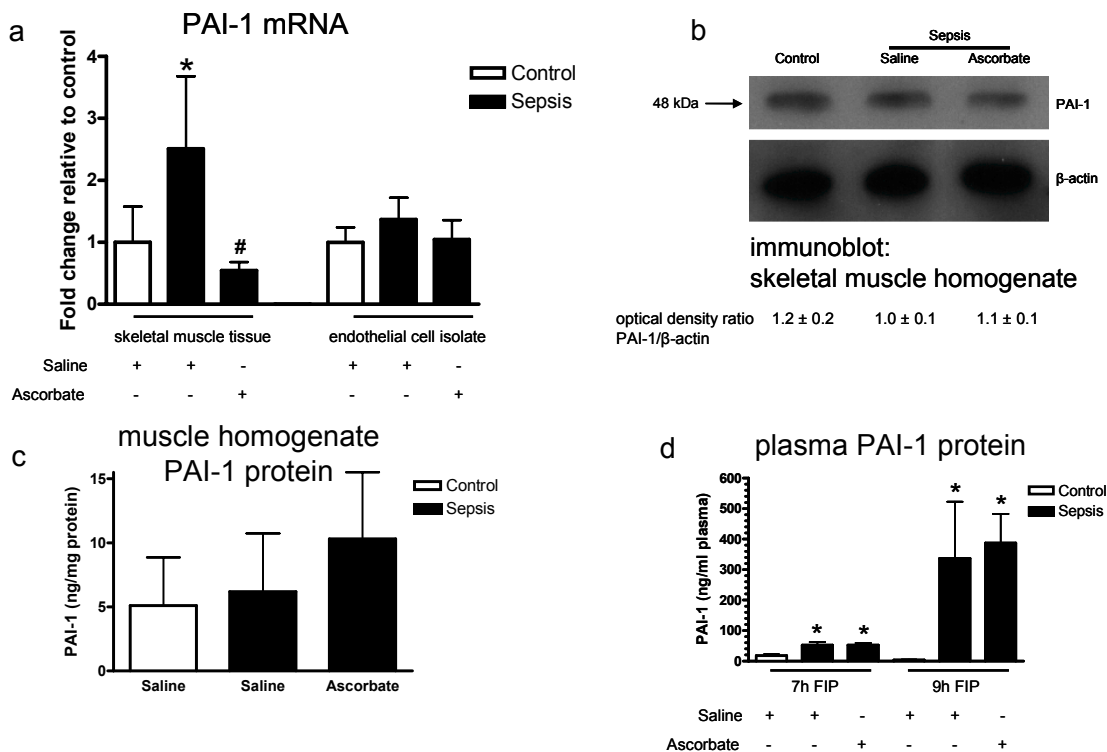 a
PAI-1 mRNA
Fold change relative to control
4
3
2
1
0
*
#
Control
Sepsis
skeletal muscle tissue
endothelial cell isolate
Saline + + - + + -
Ascorbate - - + - - +
b
Sepsis
Control Saline Ascorbate
48 kDa
PAI-1
β-actin
immunoblot:
skeletal muscle homogenate
optical density ratio 1.2 ± 0.2 1.0 ± 0.1 1.1 ± 0.1
PAI-1/β-actin
c
muscle homogenate
PAI-1 protein
PAI-1 (ng/mg protein)
15
10
5
0
Control
Sepsis
Saline Saline Ascorbate
d
plasma PAI-1 protein
PAI-1 (ng/ml plasma)
600
500
400
300
200
100
0
* * * *
Control
Sepsis
7h FIP 9h FIP
Saline + + - + + -
Ascorbate - - + - - +